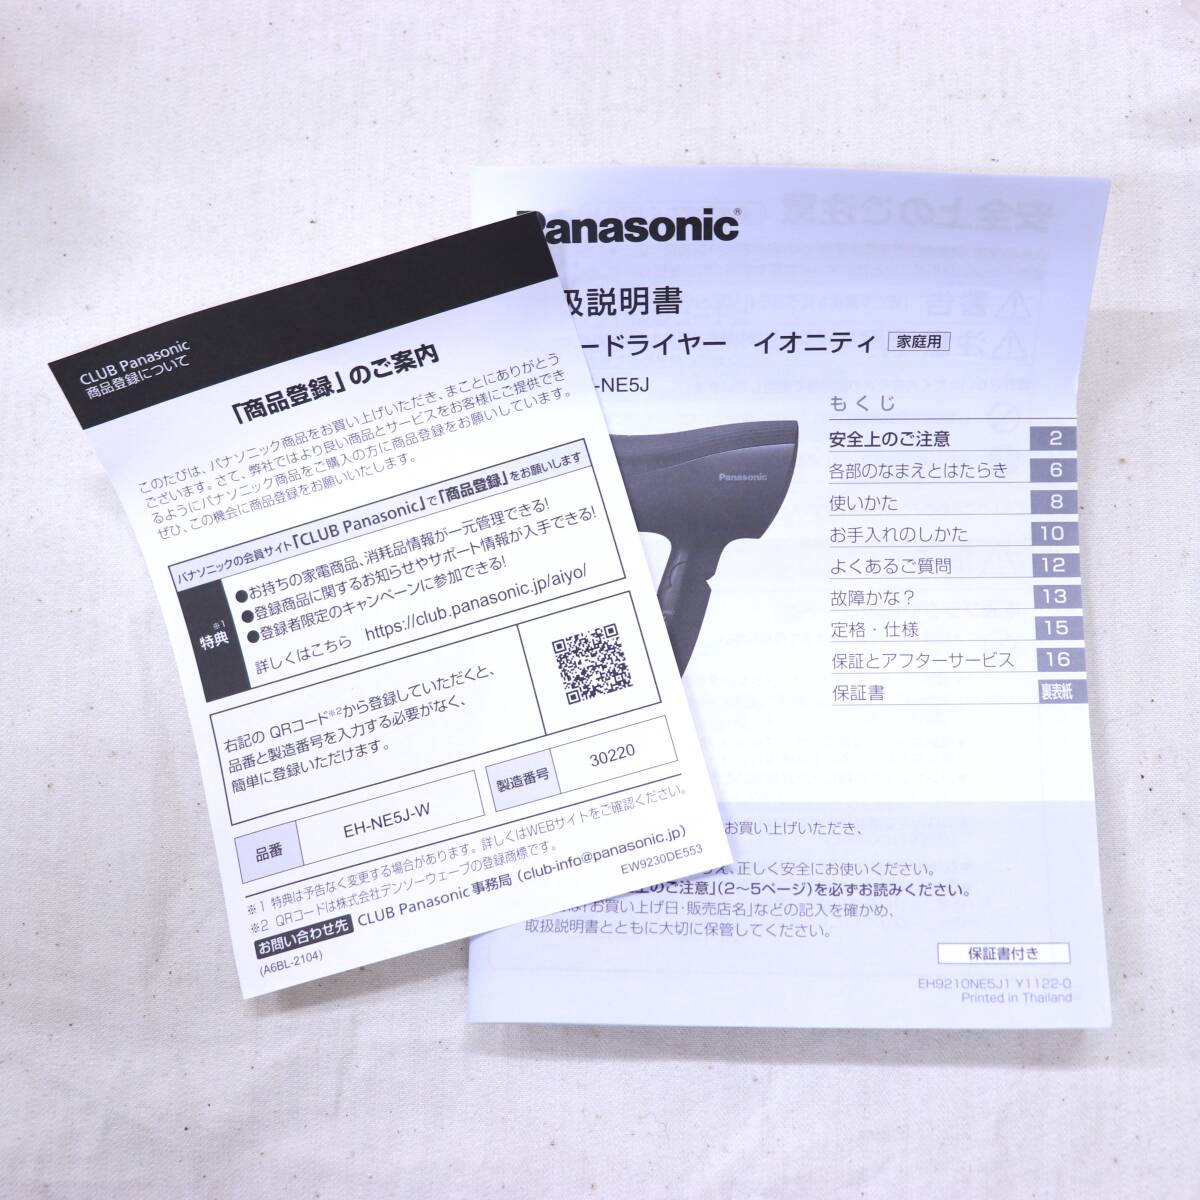 CLUB Panasonic
商品登録について
「商品登録」のご案内
このたびは、パナソニック商品をお買い上げいただき、まことにありがとう
ございます。さて、弊社ではより良い商品とサービスをお客様にご提供でき
るようにパナソニック商品をご購入の方に商品登録をお願いしています。
ぜひ、この機会に商品登録をお願いいたします。
パナソニックの会員サイト「CLUB Panasonic」で「商品登録」をお願いします
※1
特典
●お持ちの家電商品、消耗品情報が一元管理できる!
●登録商品に関するお知らせやサポート情報が入手できる!
●登録者限定のキャンペーンに参加できる!
詳しくはこちら https://club.panasonic.jp/aiyo/
右記の QRコード※2から登録していただくと、
品番と製造番号を入力する必要がなく、
簡単に登録いただけます。
品番 EH-NE5J-W 製造番号 30220
※1 特典は予告なく変更する場合があります。詳しくはWEBサイトをご確認ください。
※2 QRコードは株式会社デンソーウェーブの登録商標です。
お問い合わせ先 CLUB Panasonic 事務局 (club-info@panasonic.jp)
(A6BL-2104)
EW9230DE553
Panasonic®
扱説明書
ードライヤー イオニティ 家庭用
-NE5J
Panasonic
もくじ
安全上のご注意 2
各部のなまえとはたらき 6
使いかた 8
お手入れのしかた 10
よくあるご質問 12
故障かな? 13
定格・仕様 15
保証とアフターサービス 16
保証書 裏表紙
お買い上げいただき、
え、正しく安全にお使いください。
上のご注意」(2~5ページ)を必ずお読みください。
は「お買い上げ日・販売店名」などの記入を確かめ、
取扱説明書とともに大切に保管してください。
保証書付き
EH9210NE5J1 Y1122-0
Printed in Thailand